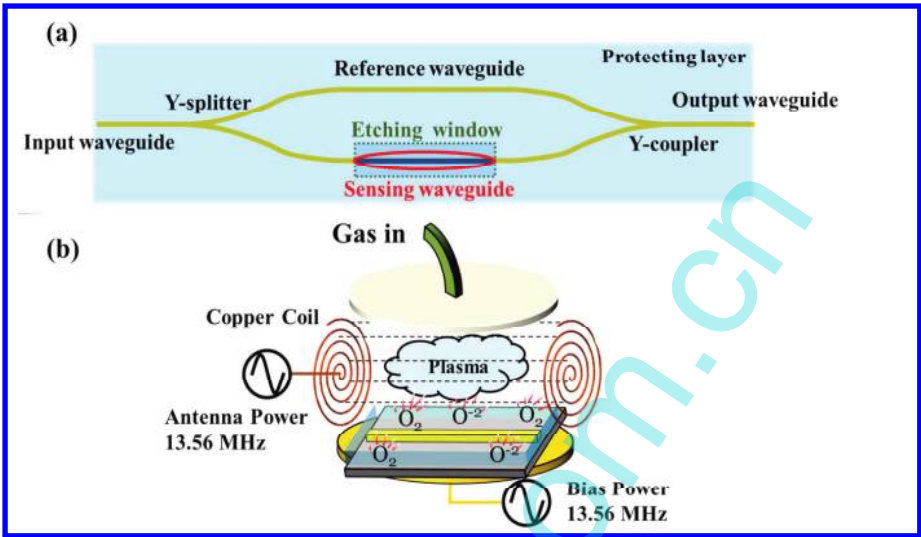 (a)
Reference waveguide
Protecting layer
Y-splitter
Output waveguide
Input waveguide
Etching window
Y-coupler
Sensing waveguide
(b)
Gas in
Copper Coil
Plasma
Antenna Power
13.56 MHz
O₂ O⁻² O₂
O₂ O⁻²
Bias Power
13.56 MHz
om.cn